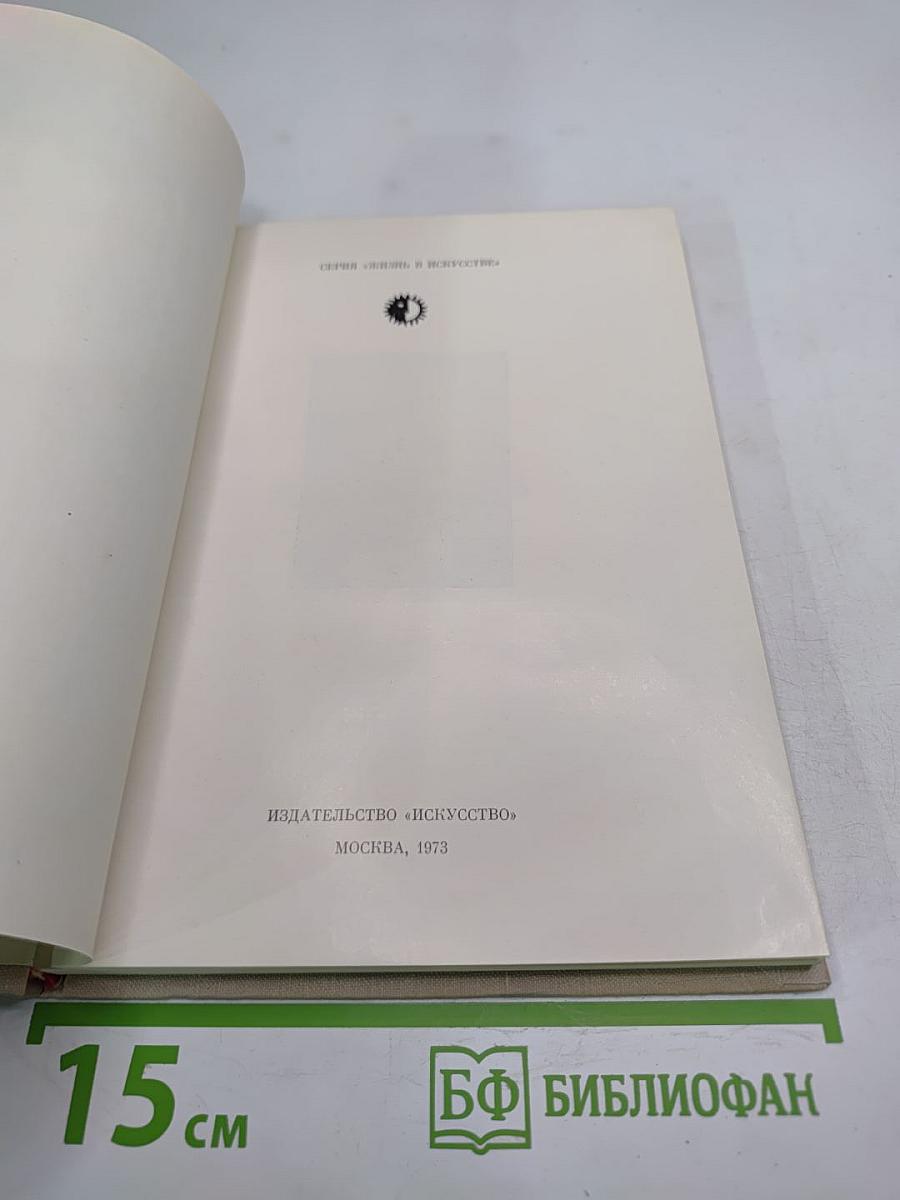 СЕРИЯ «ЖИЗНЬ В ИСКУССТВЕ»
ИЗДАТЕЛЬСТВО «ИСКУССТВО»
МОСКВА, 1973
15 см
БФ БИБЛИОФАН